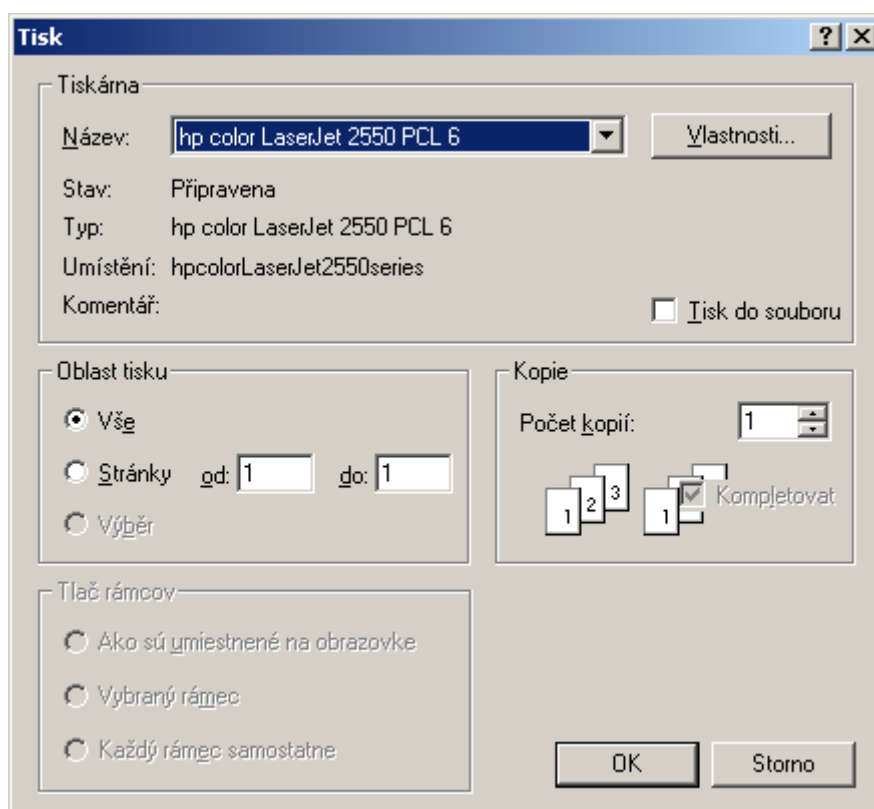 Tisk
Tiskárna
Název: hp color LaserJet 2550 PCL 6 Vlastnosti...
Stav: Připravena
Typ: hp color LaserJet 2550 PCL 6
Umístění: hpcolorLaserJet2550series
Komentář: Tisk do souboru
Oblast tisku
Vše
Stránky od: 1 do: 1
Výběr
Kopie
Počet kopií: 1
1 2 3 1 Kompletovat
Tlač rámcov
Ako sú umiestnené na obrazovke
Vybraný rámec
Každý rámec samostatne
OK Storno